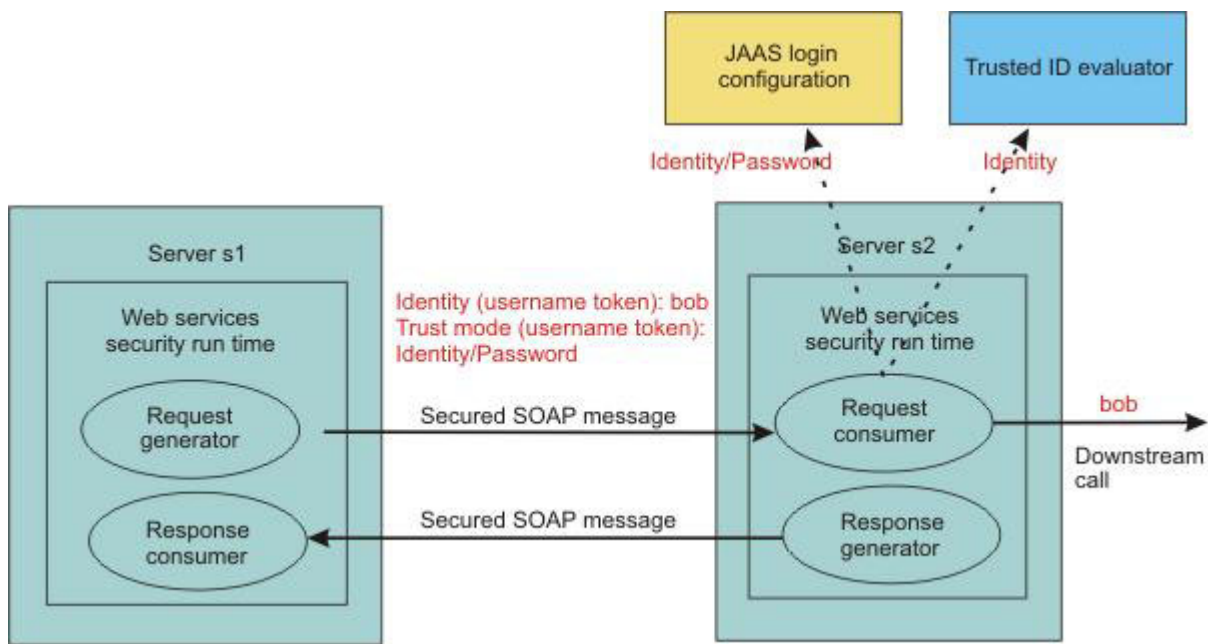 JAAS login
configuration
Trusted ID evaluator
Identity/Password
Identity
Server s1
Server s2
Web services
security run time
Identity (username token): bob
Trust mode (username token):
Identity/Password
Web services
security run time
Request
generator
Secured SOAP message
Request
consumer
bob
Downstream
call
Response
consumer
Secured SOAP message
Response
generator